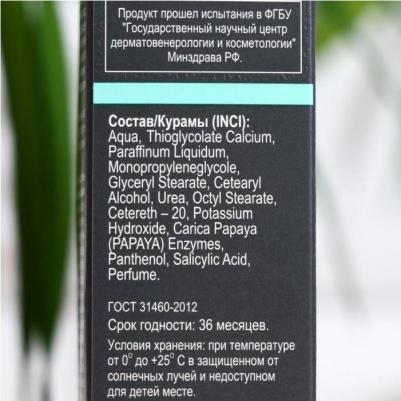 Продукт прошел испытания в ФГБУ
"Государственный научный центр
дерматовенерологии и косметологии"
Минздрава РФ.
Состав/Курамы (INCI):
Aqua, Thioglycolate Calcium,
Paraffinum Liquidum,
Monopropyleneglycole,
Glyceryl Stearate, Cetearyl
Alcohol, Urea, Octyl Stearate,
Cetereth – 20, Potassium
Hydroxide, Carica Papaya
(PAPAYA) Enzymes,
Panthenol, Salicylic Acid,
Perfume.
ГОСТ 31460-2012
Срок годности: 36 месяцев.
Условия хранения: при температуре
от 0° до +25° С в защищенном от
солнечных лучей и недоступном
для детей месте.